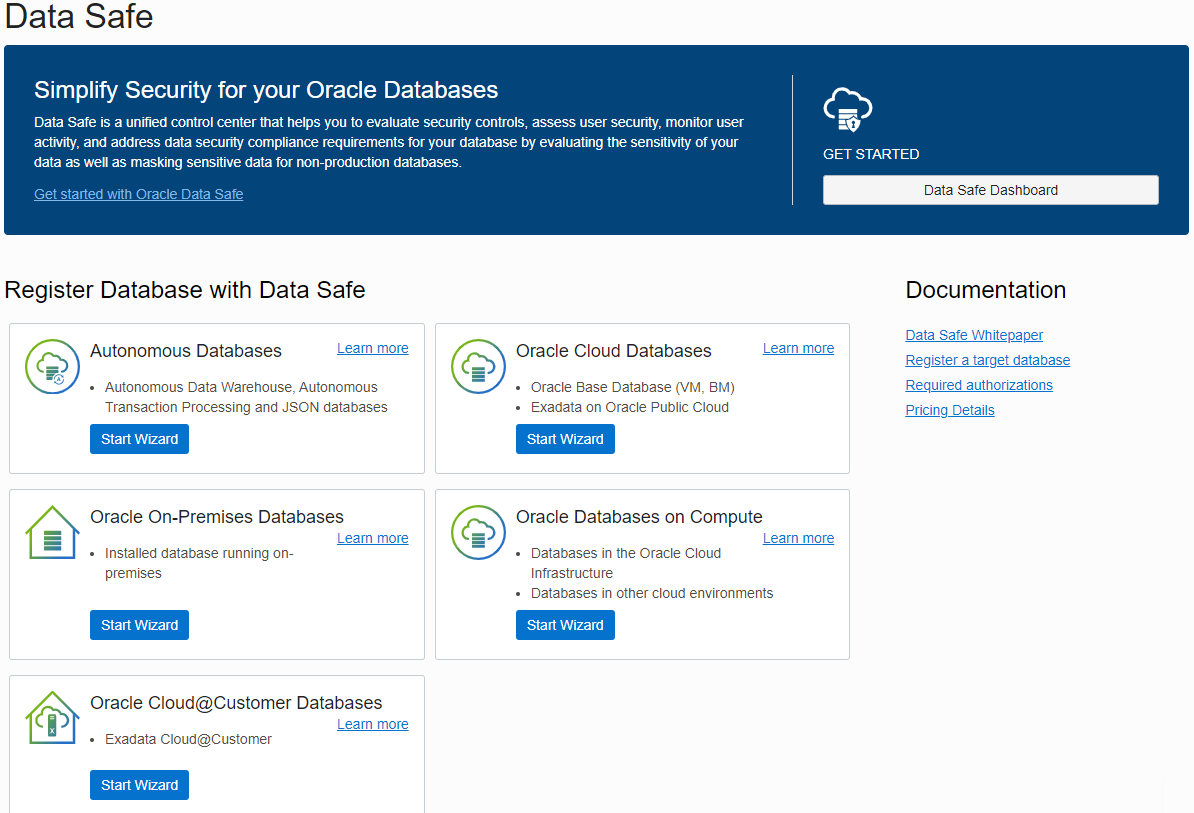 Data Safe
Simplify Security for your Oracle Databases
Data Safe is a unified control center that helps you to evaluate security controls, assess user security, monitor user
activity, and address data security compliance requirements for your database by evaluating the sensitivity of your
data as well as masking sensitive data for non-production databases.
Get started with Oracle Data Safe
GET STARTED
Data Safe Dashboard
Register Database with Data Safe
Autonomous Databases
Learn more
• Autonomous Data Warehouse, Autonomous
Transaction Processing and JSON databases
Start Wizard
Oracle Cloud Databases
Learn more
• Oracle Base Database (VM, BM)
• Exadata on Oracle Public Cloud
Start Wizard
Oracle On-Premises Databases
Learn more
• Installed database running on-
premises
Start Wizard
Oracle Databases on Compute
Learn more
• Databases in the Oracle Cloud
Infrastructure
• Databases in other cloud environments
Start Wizard
Oracle Cloud@Customer Databases
Learn more
• Exadata Cloud@Customer
Start Wizard
Documentation
Data Safe Whitepaper
Register a target database
Required authorizations
Pricing Details